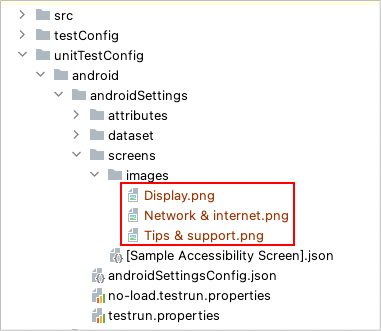 src
testConfig
unitTestConfig
android
androidSettings
attributes
dataset
screens
images
Display.png
Network & internet.png
Tips & support.png
[Sample Accessibility Screen].json
androidSettingsConfig.json
no-load.testrun.properties
testrun.properties